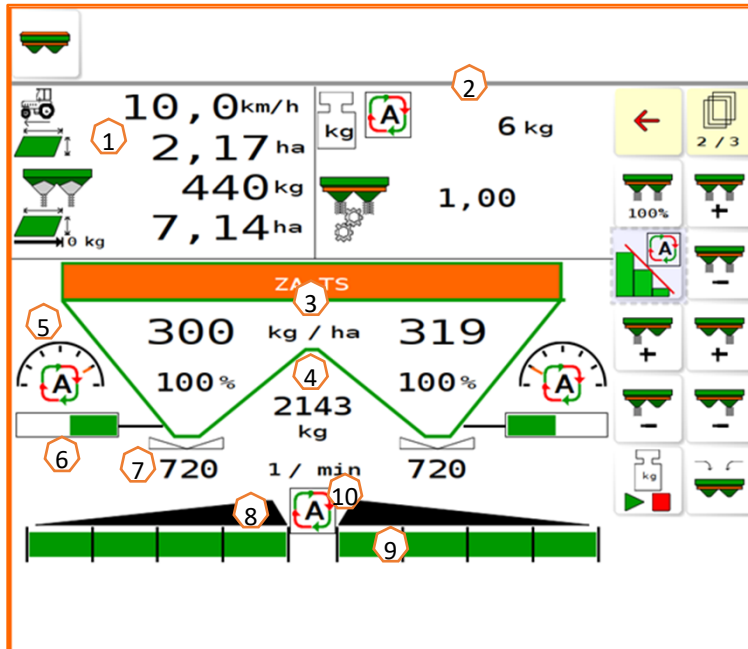 2
10,0 km/h
1
2,17 ha
440 kg
7,14 ha
0 kg
kg A
6 kg
1,00
2 / 3
100%
+
A
-
+ +
- -
kg
ZA-TS
3
300 kg / ha 319
5
100% 4 100%
A A
2143
kg
6
7
720 1 / min 720
10
8 A
9